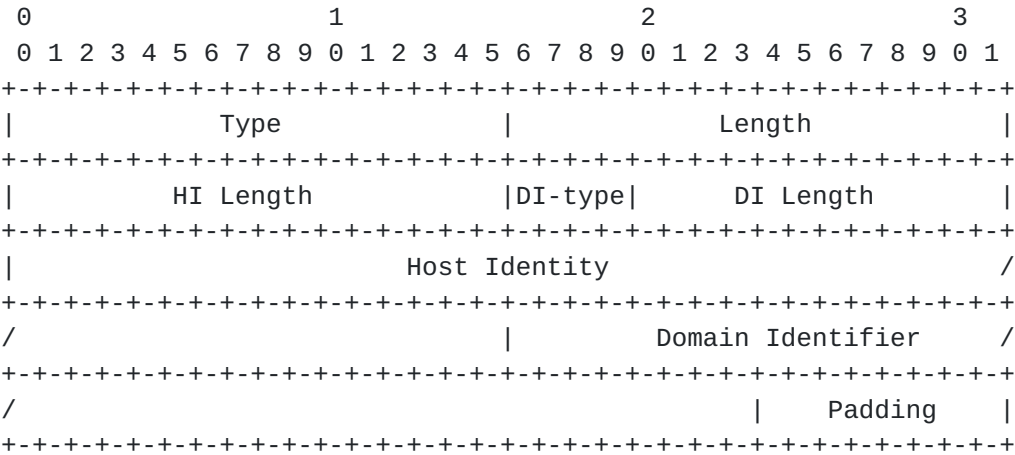 0                   1                   2                   3
 0 1 2 3 4 5 6 7 8 9 0 1 2 3 4 5 6 7 8 9 0 1 2 3 4 5 6 7 8 9 0 1
+-+-+-+-+-+-+-+-+-+-+-+-+-+-+-+-+-+-+-+-+-+-+-+-+-+-+-+-+-+-+-+-+
|             Type              |             Length            |
+-+-+-+-+-+-+-+-+-+-+-+-+-+-+-+-+-+-+-+-+-+-+-+-+-+-+-+-+-+-+-+-+
|          HI Length            |DI-type|      DI Length        |
+-+-+-+-+-+-+-+-+-+-+-+-+-+-+-+-+-+-+-+-+-+-+-+-+-+-+-+-+-+-+-+-+
|                         Host Identity                         /
+-+-+-+-+-+-+-+-+-+-+-+-+-+-+-+-+-+-+-+-+-+-+-+-+-+-+-+-+-+-+-+-+
/                               |         Domain Identifier     /
+-+-+-+-+-+-+-+-+-+-+-+-+-+-+-+-+-+-+-+-+-+-+-+-+-+-+-+-+-+-+-+-+
/                                               |    Padding    |
+-+-+-+-+-+-+-+-+-+-+-+-+-+-+-+-+-+-+-+-+-+-+-+-+-+-+-+-+-+-+-+-+